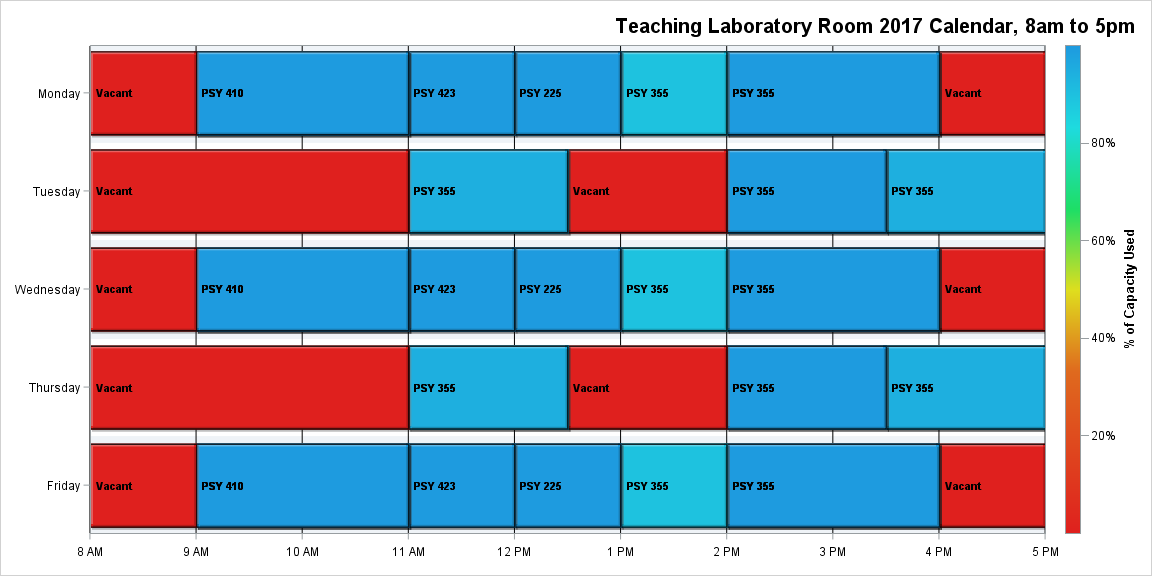 Teaching Laboratory Room 2017 Calendar, 8am to 5pm
Monday
Vacant
PSY 410
PSY 423
PSY 225
PSY 355
PSY 355
Vacant
Tuesday
Vacant
PSY 355
Vacant
PSY 355
PSY 355
Wednesday
Vacant
PSY 410
PSY 423
PSY 225
PSY 355
PSY 355
Vacant
Thursday
Vacant
PSY 355
Vacant
PSY 355
PSY 355
Friday
Vacant
PSY 410
PSY 423
PSY 225
PSY 355
PSY 355
Vacant
8 AM
9 AM
10 AM
11 AM
12 PM
1 PM
2 PM
3 PM
4 PM
5 PM
80%
60%
40%
20%
% of Capacity Used